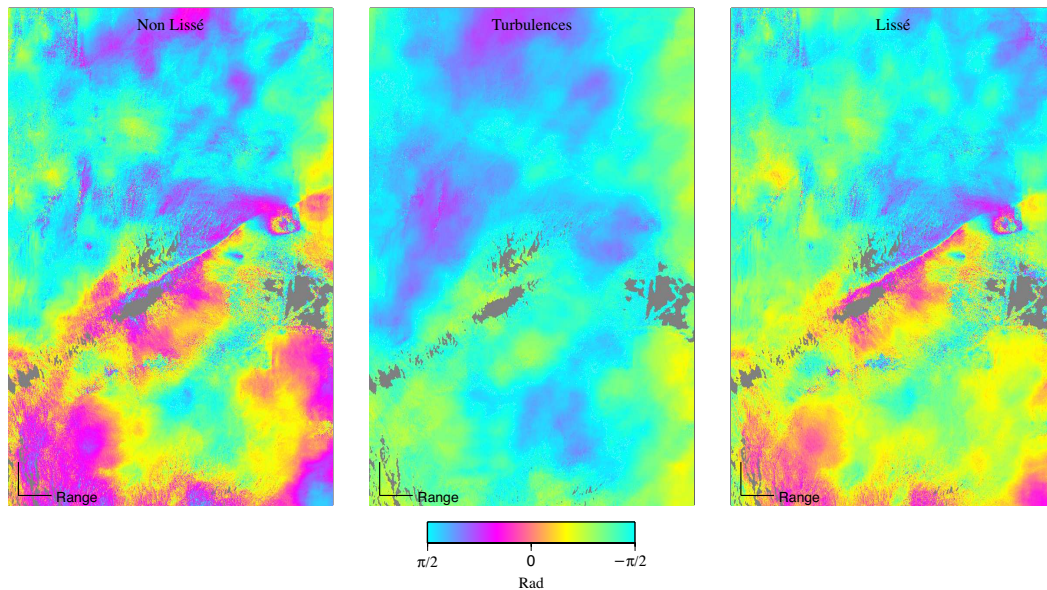 Non Lissé
Turbulences
Lissé
Range
Range
Range
π/2
0
−π/2
Rad